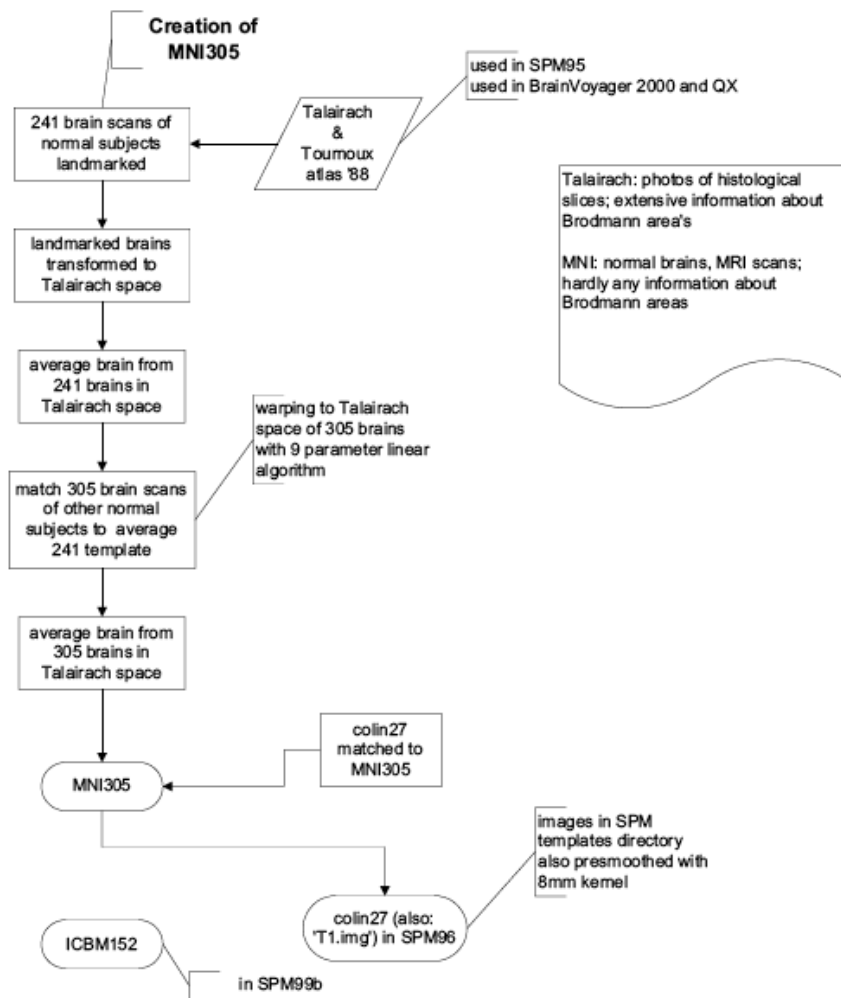 Creation of
MNI305
used in SPM95
used in BrainVoyager 2000 and QX
241 brain scans of
normal subjects
landmarked
Talairach
&
Tournoux
atlas '88
Talairach: photos of histological
slices; extensive information about
Brodmann area's
MNI: normal brains, MRI scans;
hardly any information about
Brodmann areas
landmarked brains
transformed to
Talairach space
average brain from
241 brains in
Talairach space
warping to Talairach
space of 305 brains
with 9 parameter linear
algorithm
match 305 brain scans
of other normal
subjects to average
241 template
average brain from
305 brains in
Talairach space
colin27
matched to
MNI305
MNI305
images in SPM
templates directory
also presmoothed with
8mm kernel
colin27 (also:
'T1.img') in SPM96
ICBM152
in SPM99b